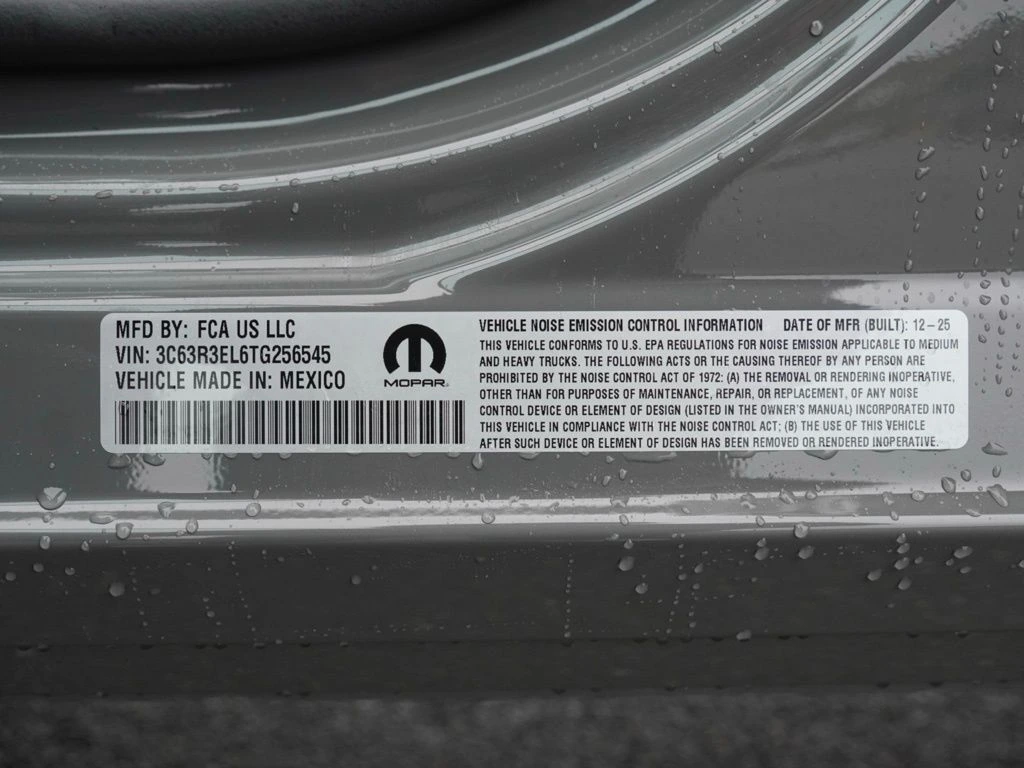 MFD BY: FCA US LLC
VIN: 3C63R3EL6TG256545
VEHICLE MADE IN: MEXICO
MOPAR
VEHICLE NOISE EMISSION CONTROL INFORMATION DATE OF MFR (BUILT): 12-25
THIS VEHICLE CONFORMS TO U.S. EPA REGULATIONS FOR NOISE EMISSION APPLICABLE TO MEDIUM
AND HEAVY TRUCKS. THE FOLLOWING ACTS OR THE CAUSING THEREOF BY ANY PERSON ARE
PROHIBITED BY THE NOISE CONTROL ACT OF 1972: (A) THE REMOVAL OR RENDERING INOPERATIVE,
OTHER THAN FOR PURPOSES OF MAINTENANCE, REPAIR, OR REPLACEMENT, OF ANY NOISE
CONTROL DEVICE OR ELEMENT OF DESIGN (LISTED IN THE OWNER'S MANUAL) INCORPORATED INTO
THIS VEHICLE IN COMPLIANCE WITH THE NOISE CONTROL ACT; (B) THE USE OF THIS VEHICLE
AFTER SUCH DEVICE OR ELEMENT OF DESIGN HAS BEEN REMOVED OR RENDERED INOPERATIVE.